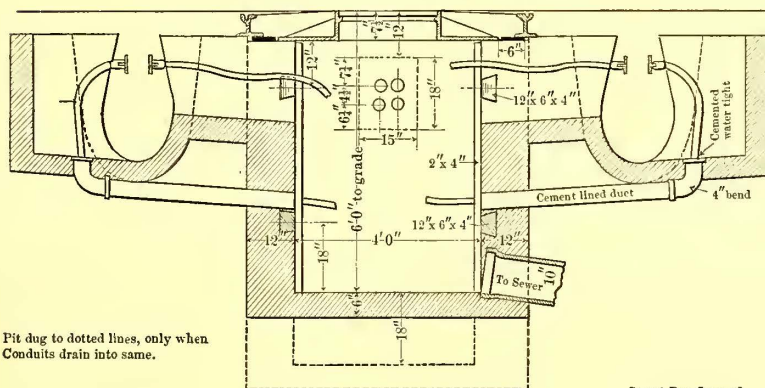 7½"
12"
6"
12"
7¼"
4½"
6¼"
18"
15"
12"x 6"x 4"
Cemented
water tight
2"x 4"
6'0" to grade
Cement lined duct
4" bend
12"
4'0"
12"x 6"x 4"
12"
18"
To Sewer
10"
6"
18"
Pit dug to dotted lines, only when
Conduits drain into same.